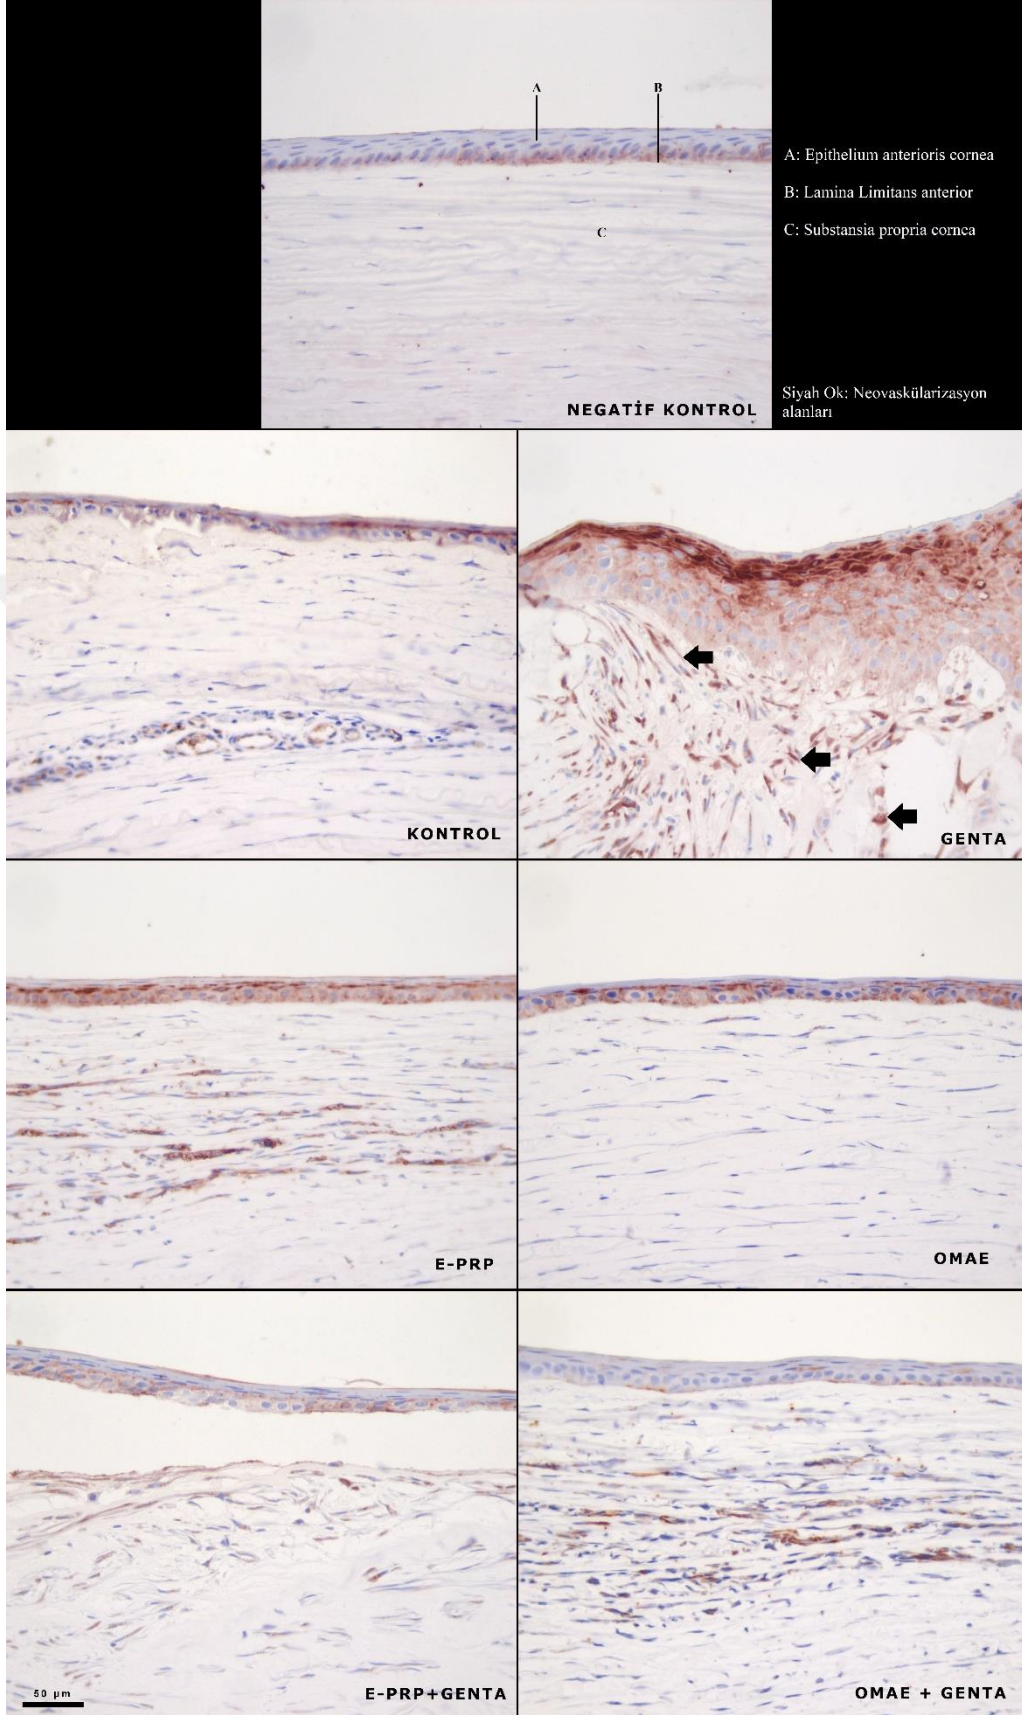 A
B
A: Epithelium anterioris cornea
B: Lamina Limitans anterior
C: Substansia propria cornea
C
Siyah Ok: Neovaskülarizasyon
alanları
NEGATİF KONTROL
KONTROL
GENTA
E-PRP
OMAE
50 µm
E-PRP+GENTA
OMAE + GENTA